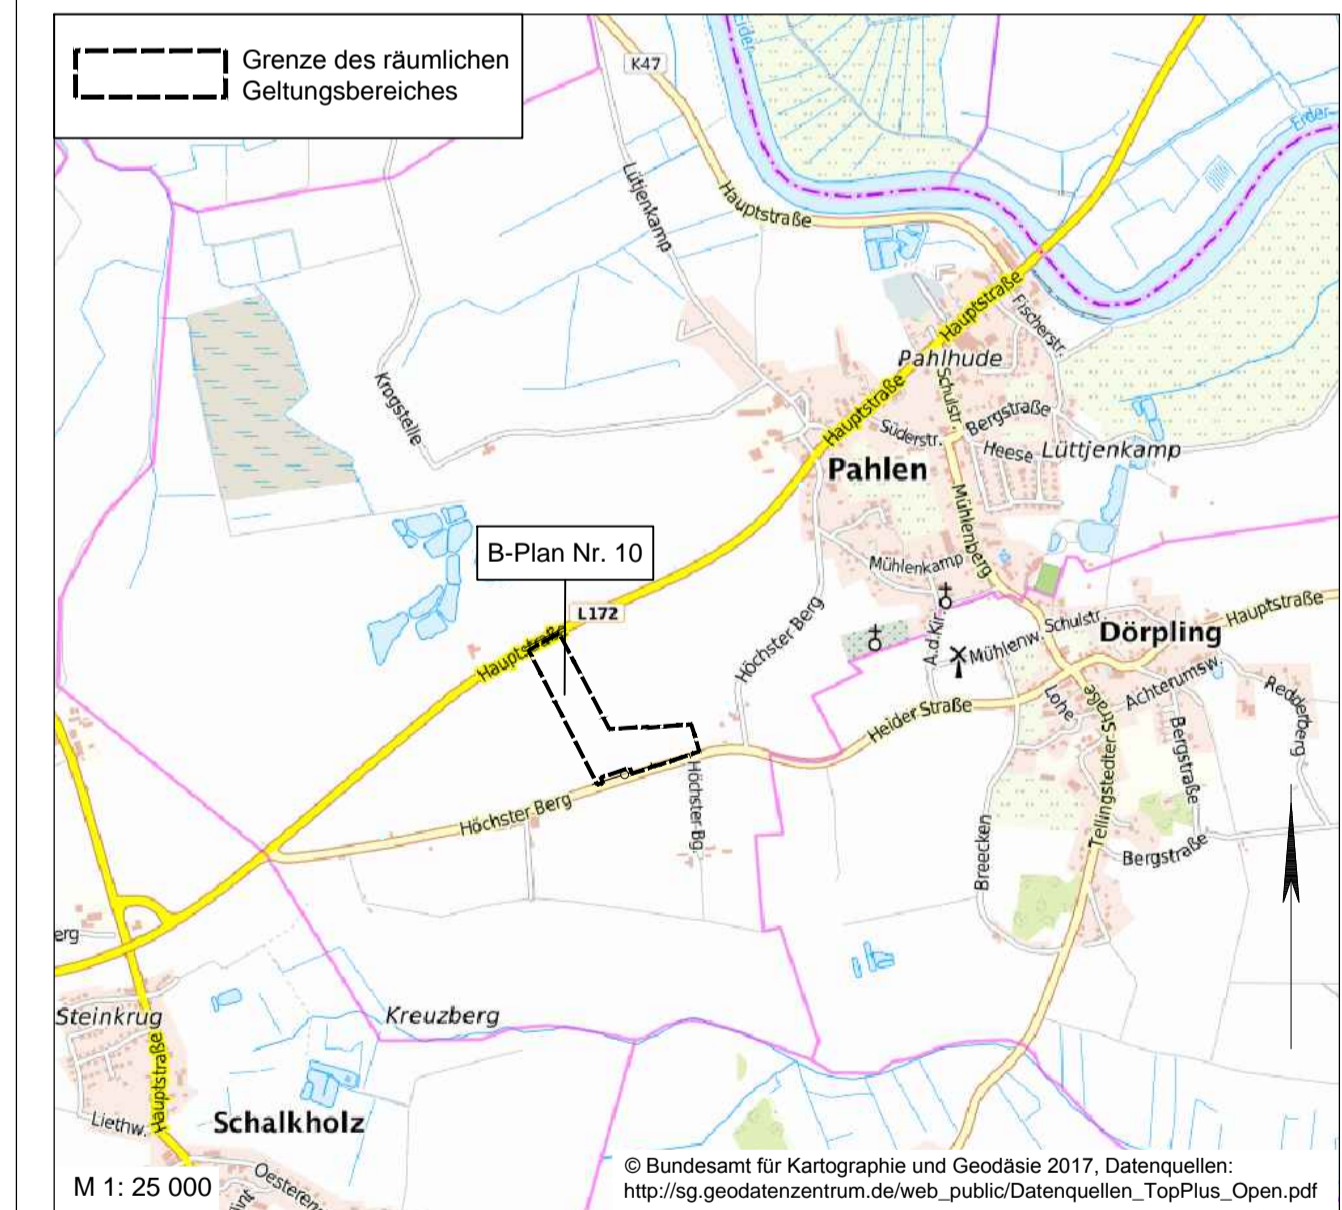 Grenze des räumlichen
Geltungsbereiches
K47
Eider
Eider
Lütjenkamp
Hauptstraße
Hauptstraße
Fischerstr.
Pahlhude
Krogstelle
Hauptstraße
Schulstr.
Bergstraße
Süderstr.
Heese
Lüttjenkamp
Pahlen
Mühlenberg
B-Plan Nr. 10
Mühlenkamp
L172
Hauptstraße
Höchster Berg
A.d.Kir.
Mühlenw.
Schulstr.
Dörpling
Hauptstraße
Achterumsw.
Lohe
Redderberg
Heider Straße
Bergstraße
Tellingstedter Straße
Höchster Bg.
Höchster Berg
Breecken
Bergstraße
erg
Steinkrug
Kreuzberg
Hauptstraße
Liethw.
Schalkholz
Oesteren
M 1: 25 000
© Bundesamt für Kartographie und Geodäsie 2017, Datenquellen:
http://sg.geodatenzentrum.de/web_public/Datenquellen_TopPlus_Open.pdf